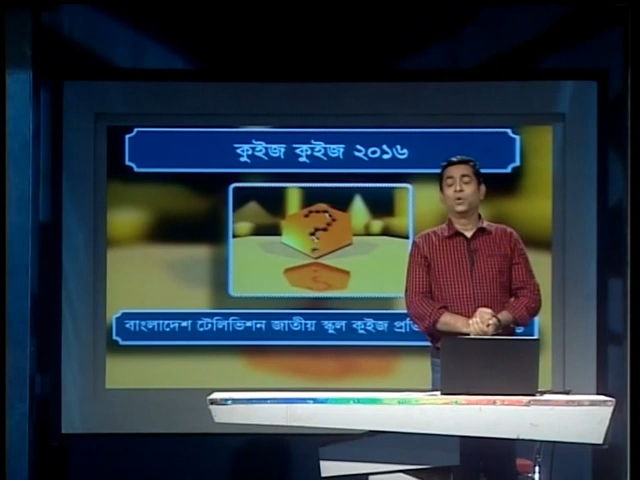 কুইজ কুইজ ২০১৬
বাংলাদেশ টেলিভিশন জাতীয় স্কুল কুইজ